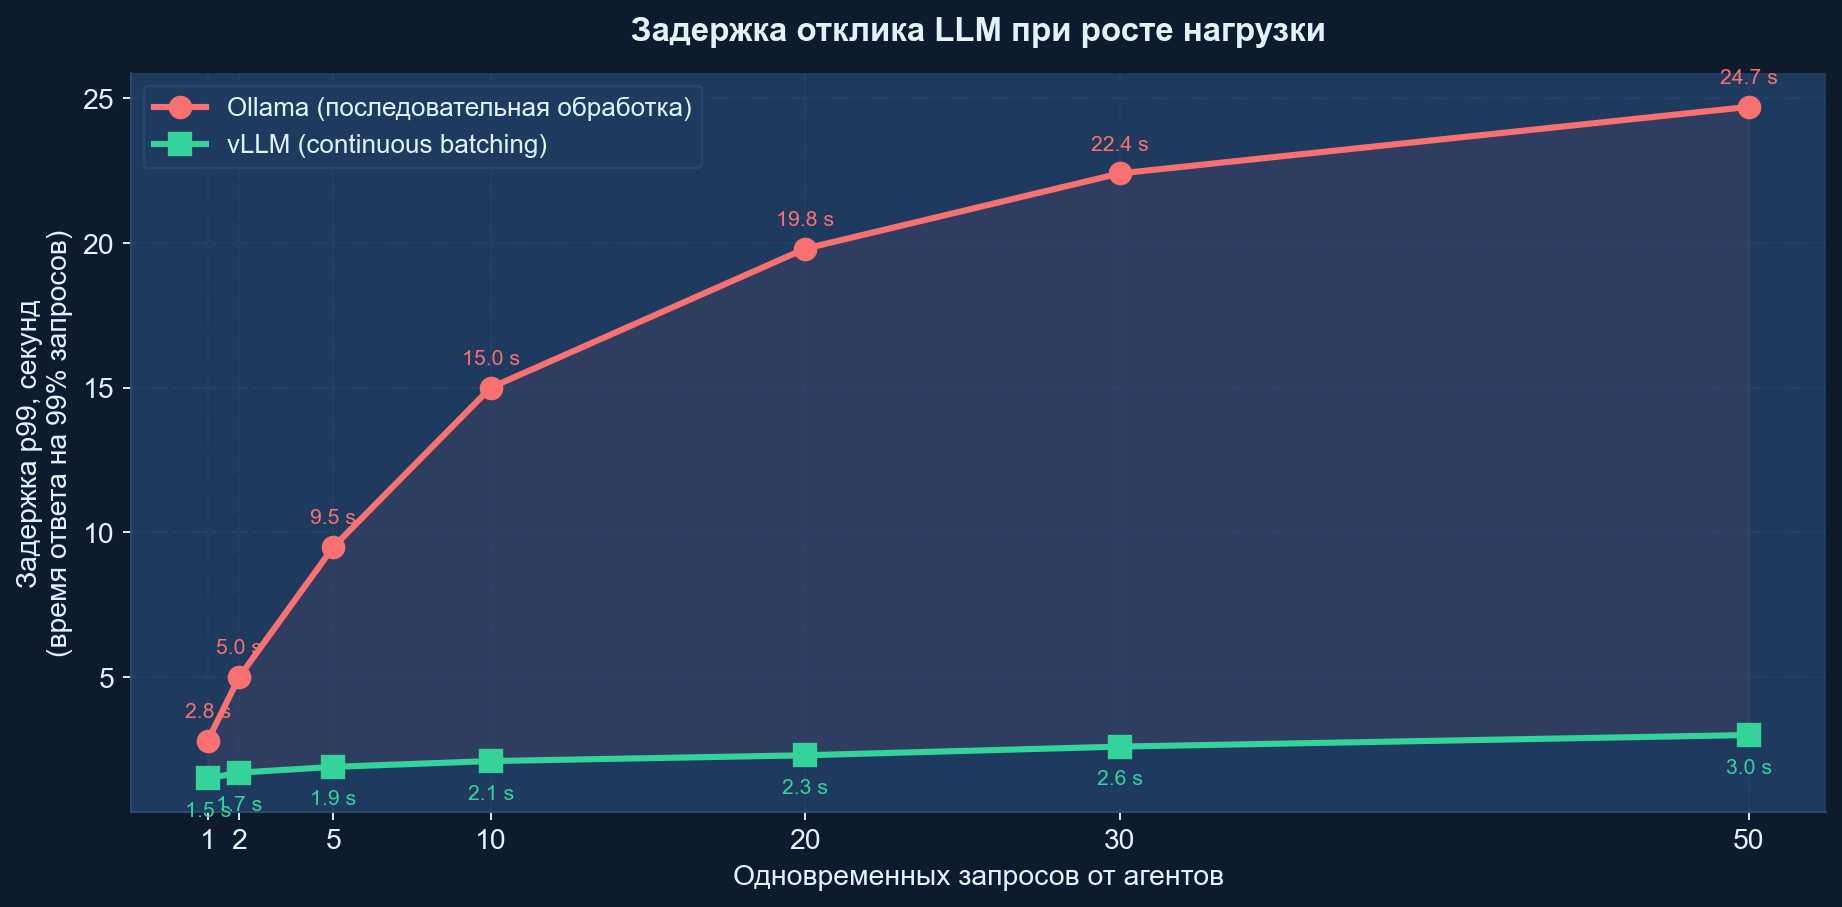 Задержка отклика LLM при росте нагрузки
Ollama (последовательная обработка)
vLLM (continuous batching)
Задержка p99, секунд
(время ответа на 99% запросов)
25
20
15
10
5
2.8 s
5.0 s
9.5 s
15.0 s
19.8 s
22.4 s
24.7 s
1.5 s
1.7 s
1.9 s
2.1 s
2.3 s
2.6 s
3.0 s
1 2 5 10 20 30 50
Одновременных запросов от агентов